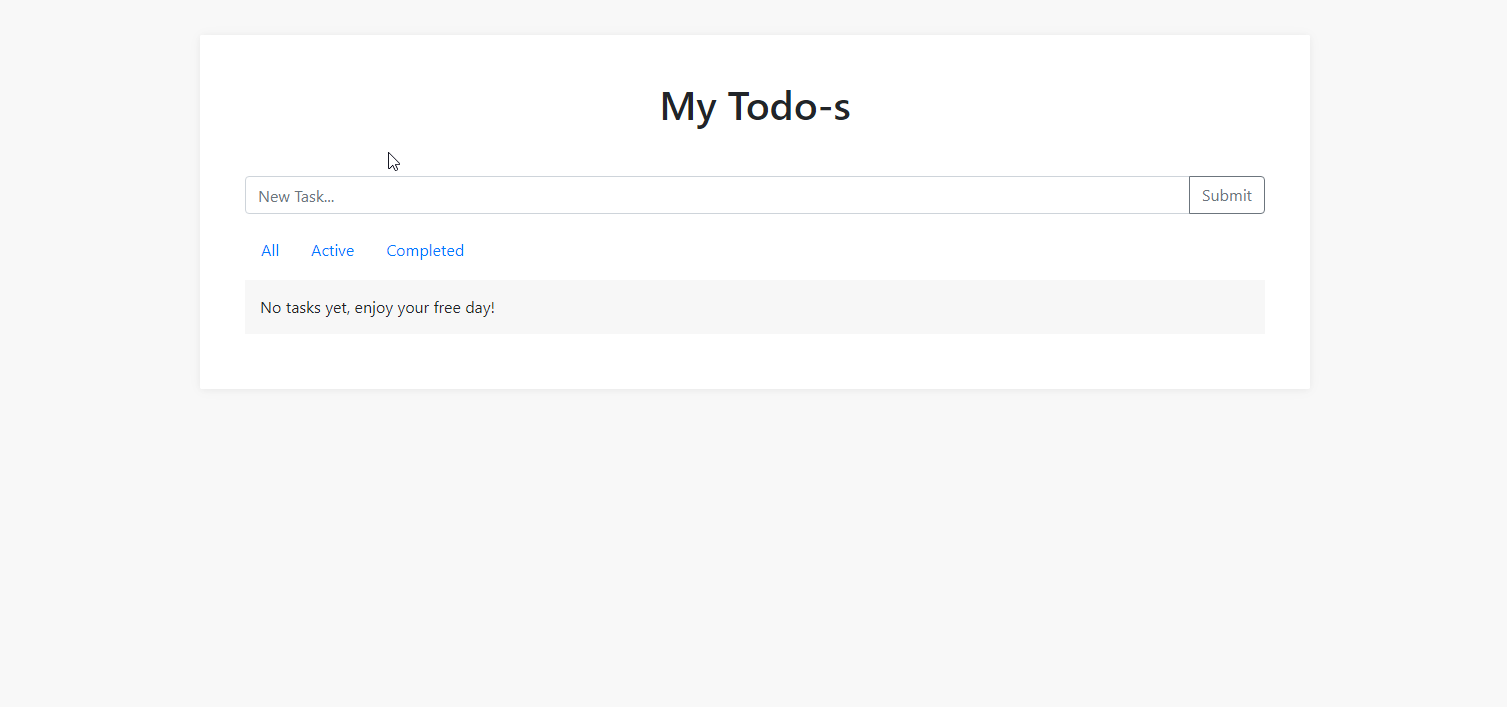 My Todo-s
New Task...
Submit
All Active Completed
No tasks yet, enjoy your free day!